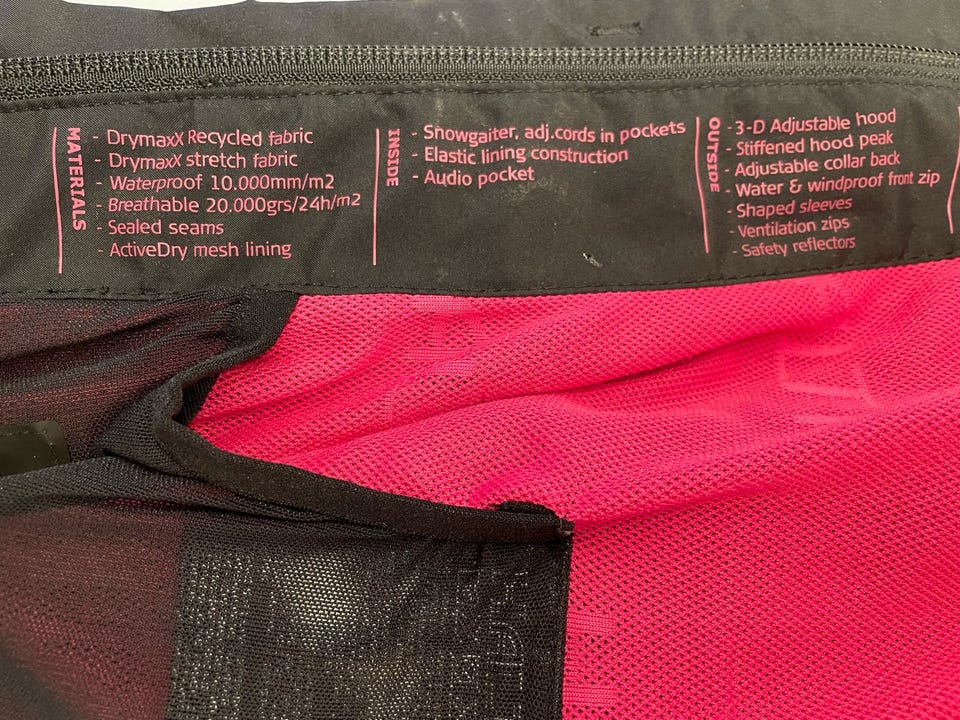 MATERIALS
- DrymaxX Recycled fabric
- DrymaxX stretch fabric
- Waterproof 10.000mm/m2
- Breathable 20.000grs/24h/m2
- Sealed seams
- ActiveDry mesh lining
INSIDE
- Snowgaiter, adj.cords in pockets
- Elastic lining construction
- Audio pocket
OUTSIDE
- 3-D Adjustable hood
- Stiffened hood peak
- Adjustable collar back
- Water & windproof front zip
- Shaped sleeves
- Ventilation zips
- Safety reflectors